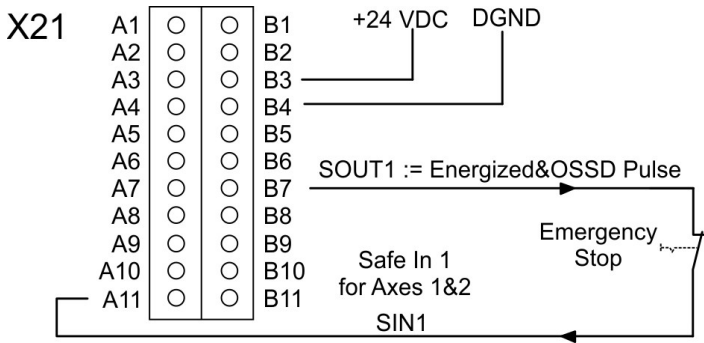 X21
+24 VDC DGND
A1 B1
A2 B2
A3 B3
A4 B4
A5 B5
A6 B6
SOUT1 := Energized&OSSD Pulse
A7 B7
A8 B8
Emergency
Stop
A9 B9
Safe In 1
for Axes 1&2
A10 B10
A11 B11
SIN1